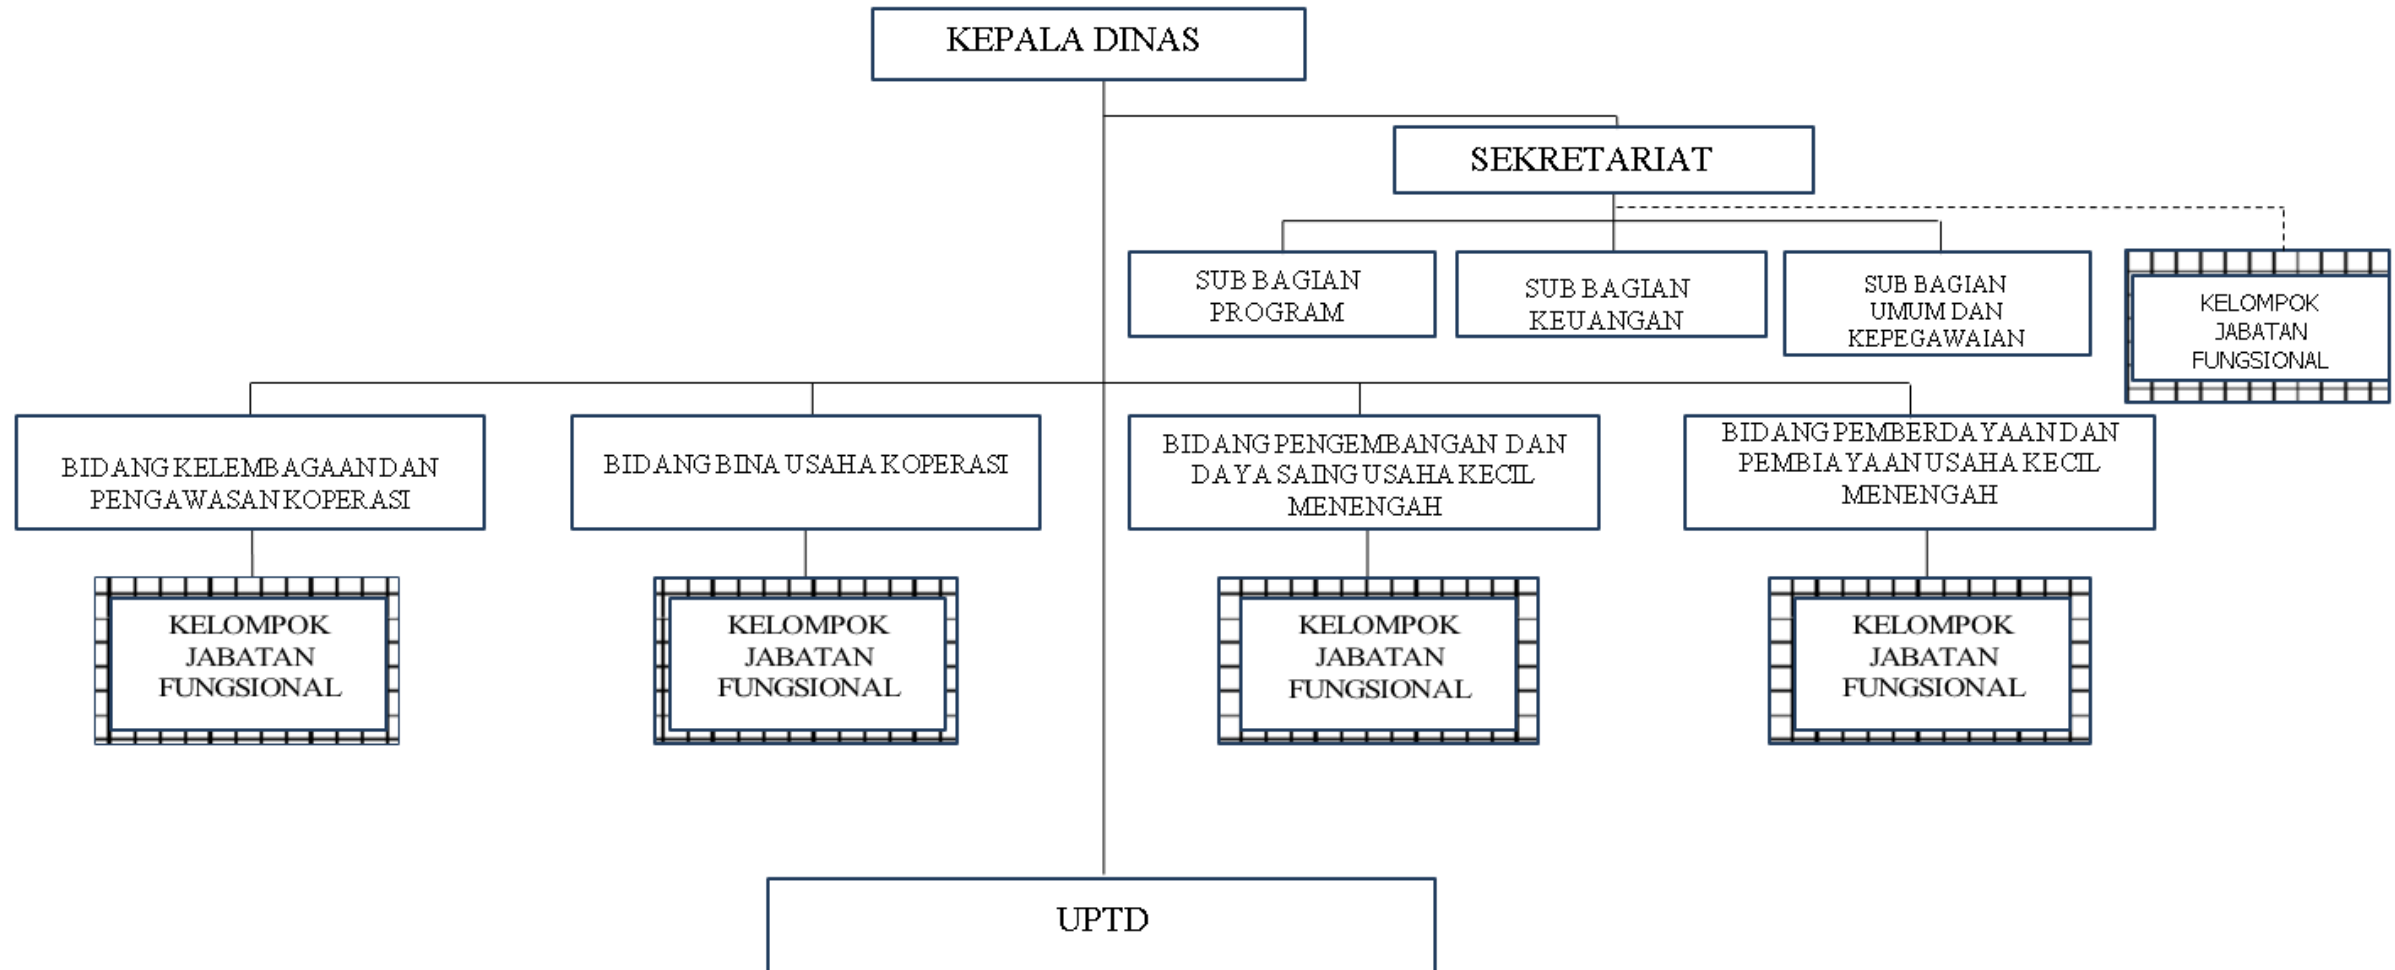 KEPALA DINAS
SEKRETARIAT
SUB BAGIAN
PROGRAM
SUB BAGIAN
KEUANGAN
SUB BAGIAN
UMUM DAN
KEPEGAWAIAN
KELOMPOK
JABATAN
FUNGSIONAL
BIDANG KELEMBAGAAN DAN
PENGAWASAN KOPERASI
BIDANG BINA USAHA KOPERASI
BIDANG PENGEMBANGAN DAN
DAYA SAING USAHA KECIL
MENENGAH
BIDANG PEMBERDAYAAN DAN
PEMBIAYAAN USAHA KECIL
MENENGAH
KELOMPOK
JABATAN
FUNGSIONAL
KELOMPOK
JABATAN
FUNGSIONAL
KELOMPOK
JABATAN
FUNGSIONAL
KELOMPOK
JABATAN
FUNGSIONAL
UPTD